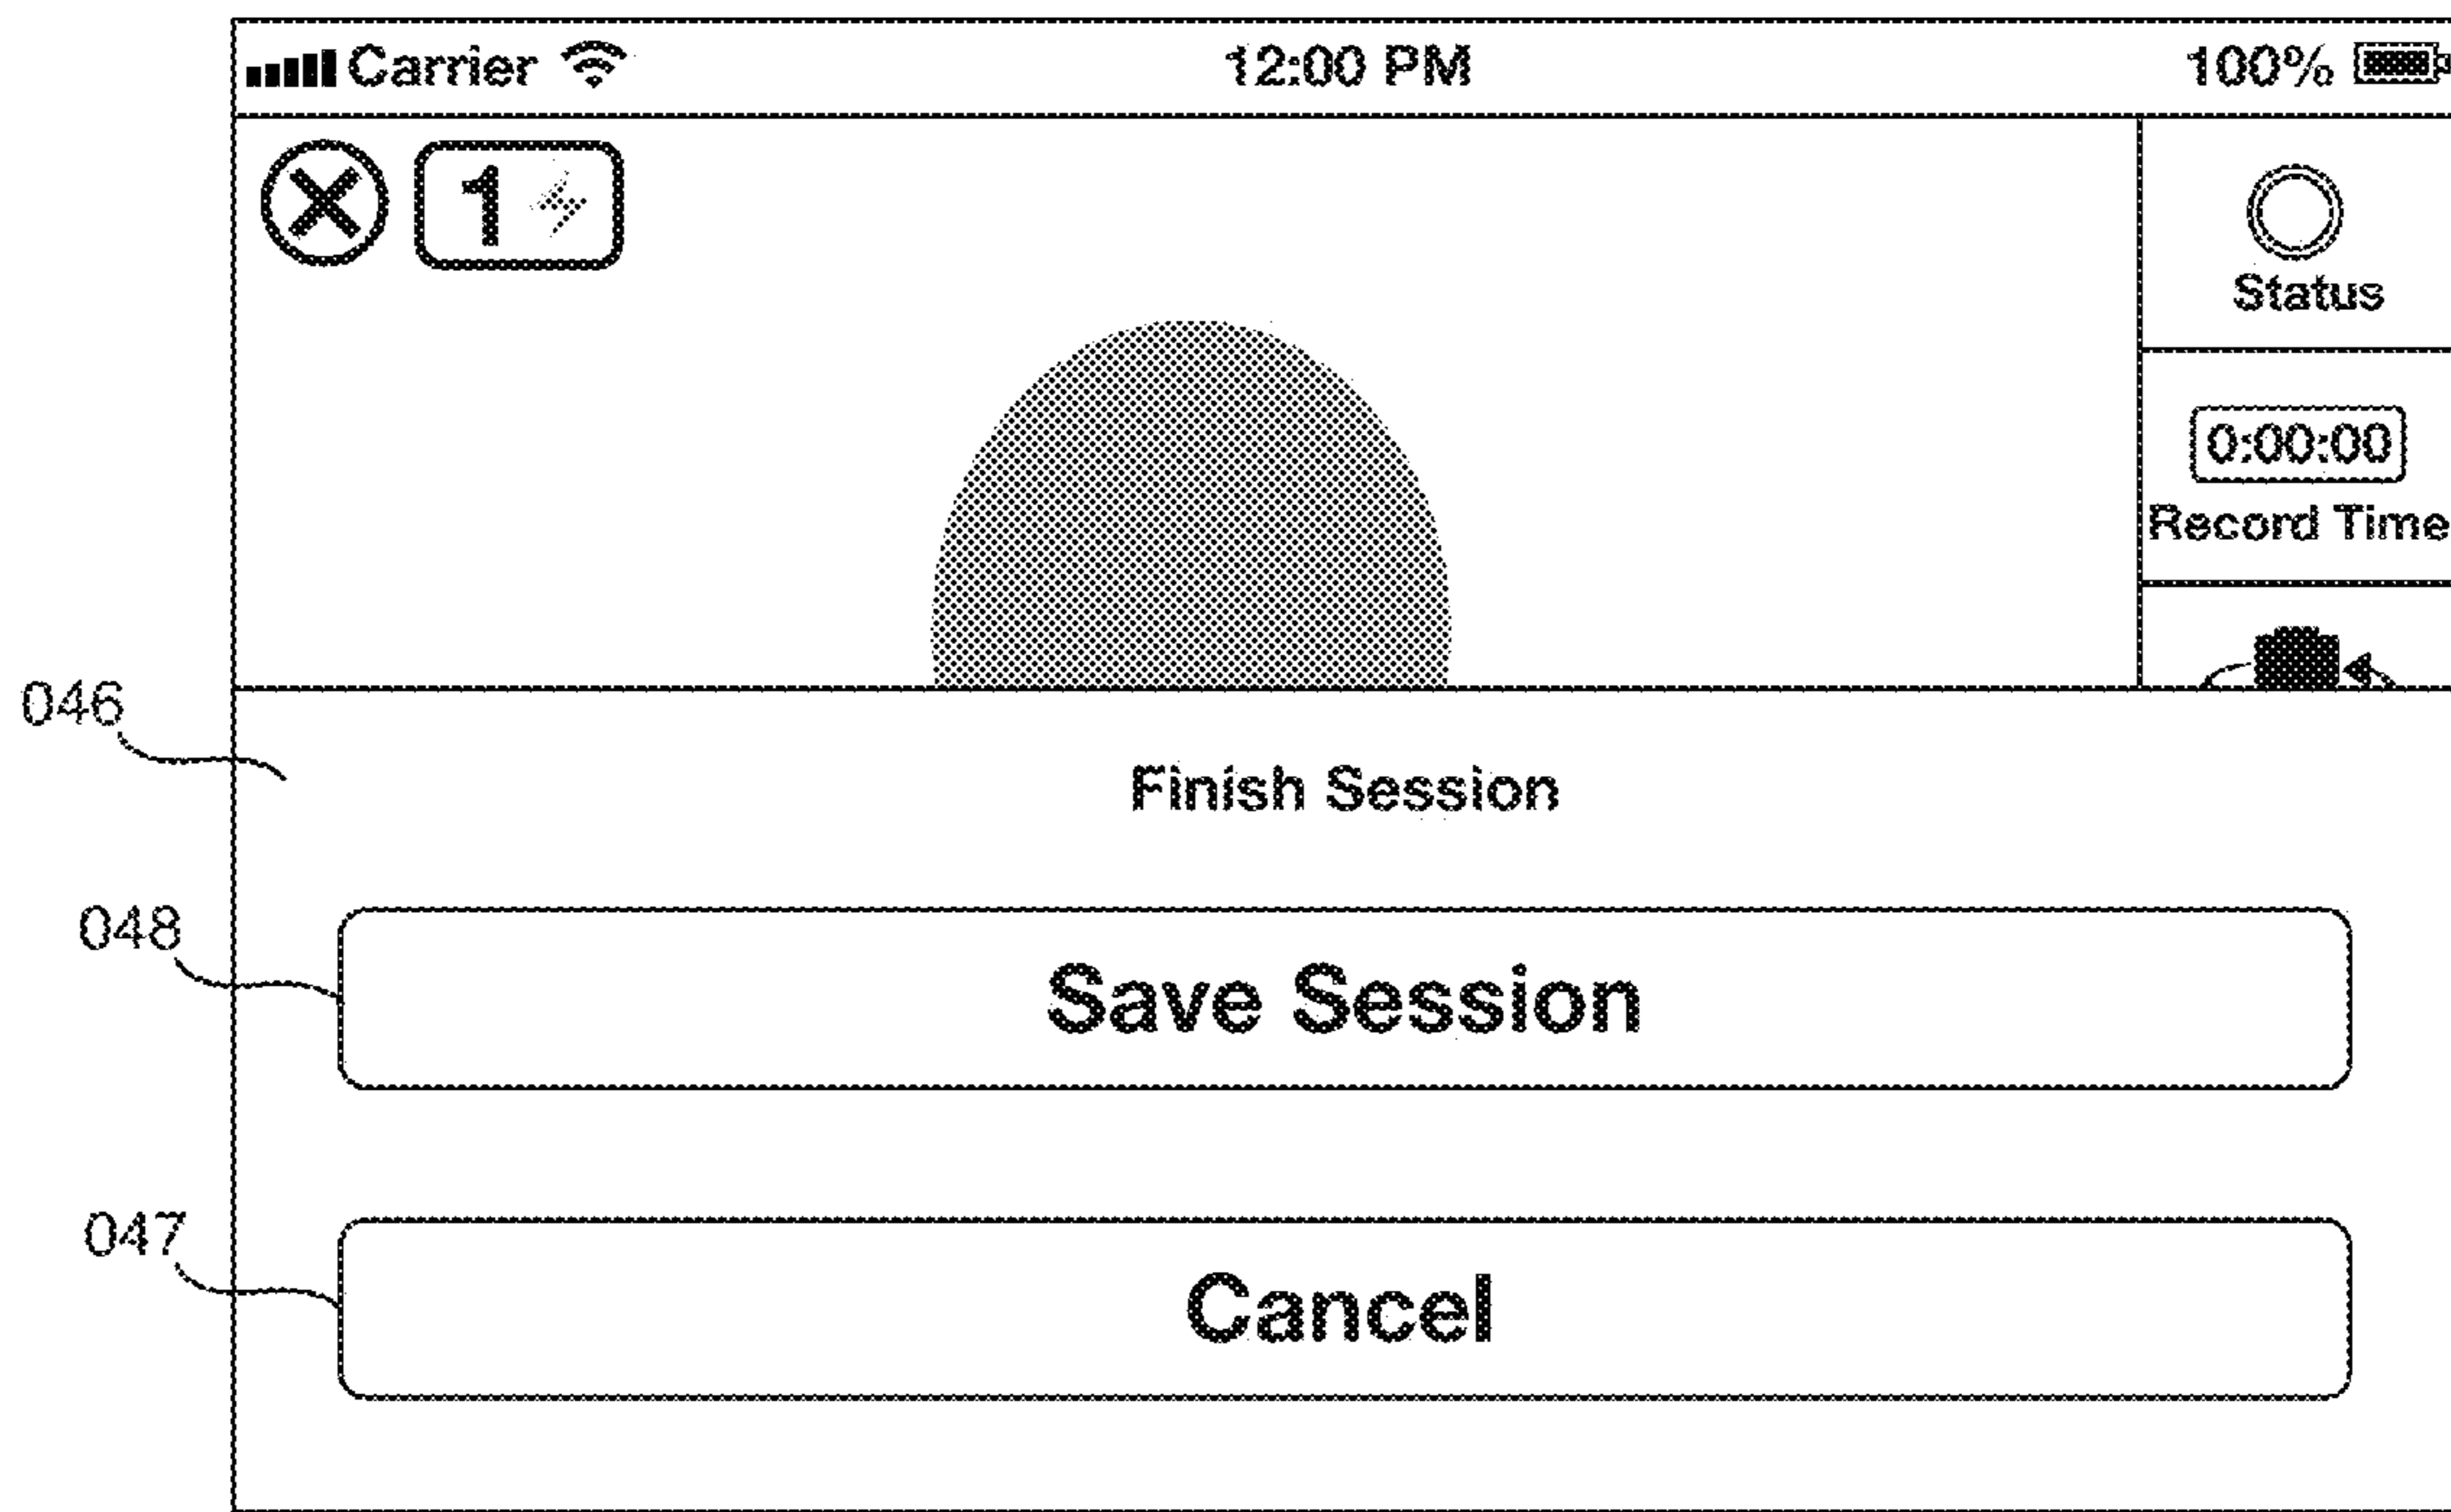 Carrier 12:00 PM 100%
1
Status
0:00:00
Record Time
046
Finish Session
048
Save Session
047
Cancel